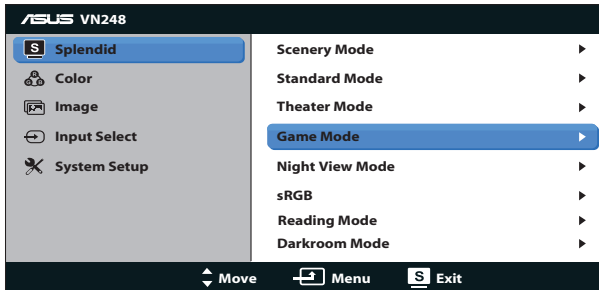 ASUS VN248
S Splendid
Color
Image
Input Select
System Setup
Scenery Mode
Standard Mode
Theater Mode
Game Mode
Night View Mode
sRGB
Reading Mode
Darkroom Mode
Move Menu S Exit